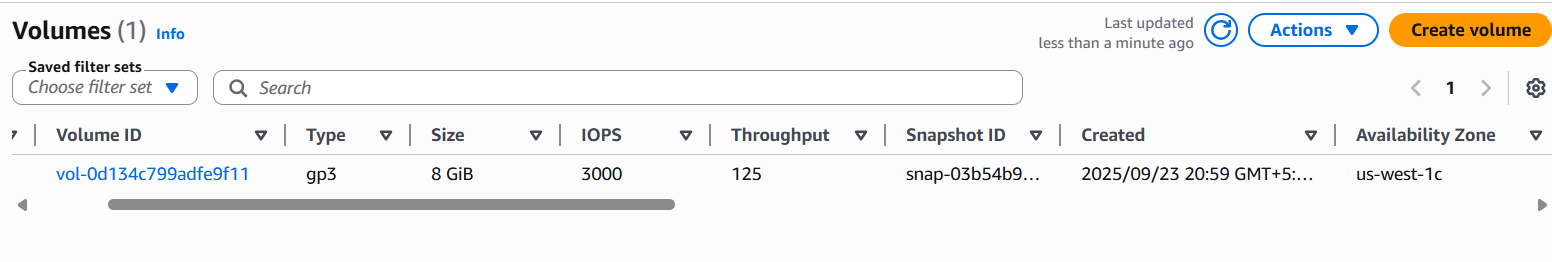 Volumes (1) Info
Last updated
less than a minute ago
Actions
Create volume
Saved filter sets
Choose filter set
Search
1
Volume ID Type Size IOPS Throughput Snapshot ID Created Availability Zone
vol-0d134c799adfe9f11 gp3 8 GiB 3000 125 snap-03b54b9... 2025/09/23 20:59 GMT+5:... us-west-1c